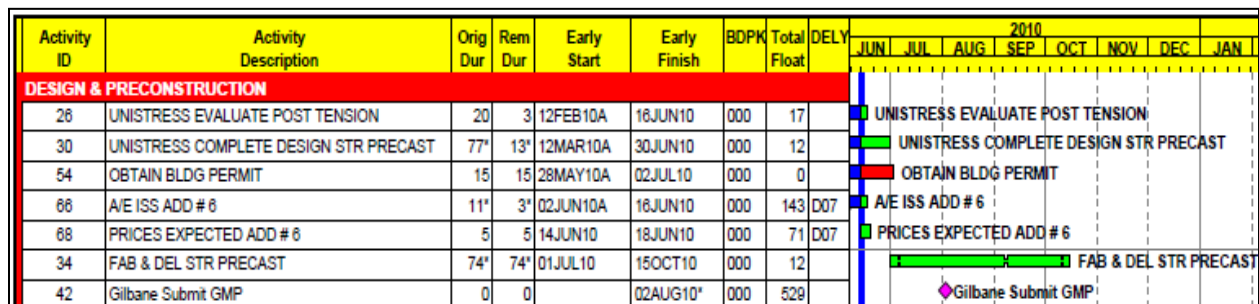 Activity ID Activity Description Orig Dur Rem Dur Early Start Early Finish BDPK Total Float DELY 2010
JUN JUL AUG SEP OCT NOV DEC JAN
DESIGN & PRECONSTRUCTION
26 UNISTRESS EVALUATE POST TENSION 20 3 12FEB10A 16JUN10 000 17 UNISTRESS EVALUATE POST TENSION
30 UNISTRESS COMPLETE DESIGN STR PRECAST 77* 13* 12MAR10A 30JUN10 000 12 UNISTRESS COMPLETE DESIGN STR PRECAST
54 OBTAIN BLDG PERMIT 15 15 28MAY10A 02JUL10 000 0 OBTAIN BLDG PERMIT
66 A/E ISS ADD # 6 11* 3* 02JUN10A 16JUN10 000 143 D07 A/E ISS ADD # 6
68 PRICES EXPECTED ADD # 6 5 5 14JUN10 18JUN10 000 71 D07 PRICES EXPECTED ADD # 6
34 FAB & DEL STR PRECAST 74* 74* 01JUL10 15OCT10 000 12 FAB & DEL STR PRECAST
42 Gilbane Submit GMP 0 0 02AUG10* 000 529 Gilbane Submit GMP